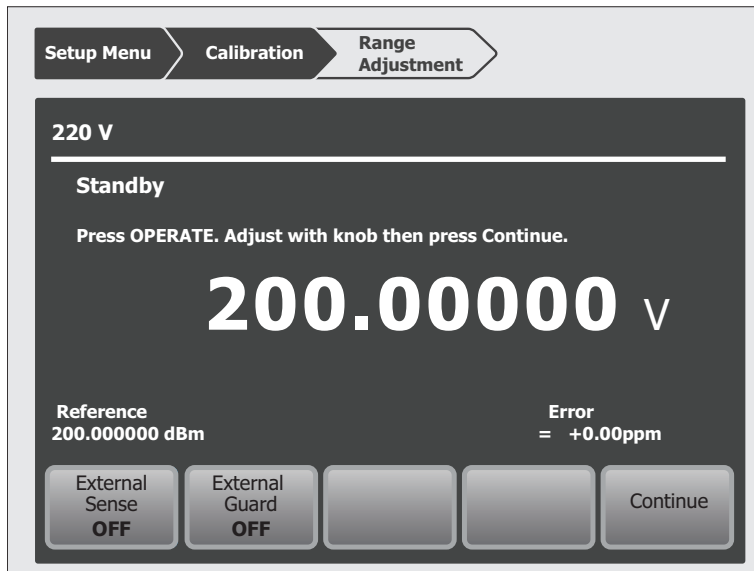 Setup Menu
Calibration
Range
Adjustment
220 V
Standby
Press OPERATE. Adjust with knob then press Continue.
200.00000 V
Reference
200.000000 dBm
Error
= +0.00ppm
External
Sense
OFF
External
Guard
OFF
Continue